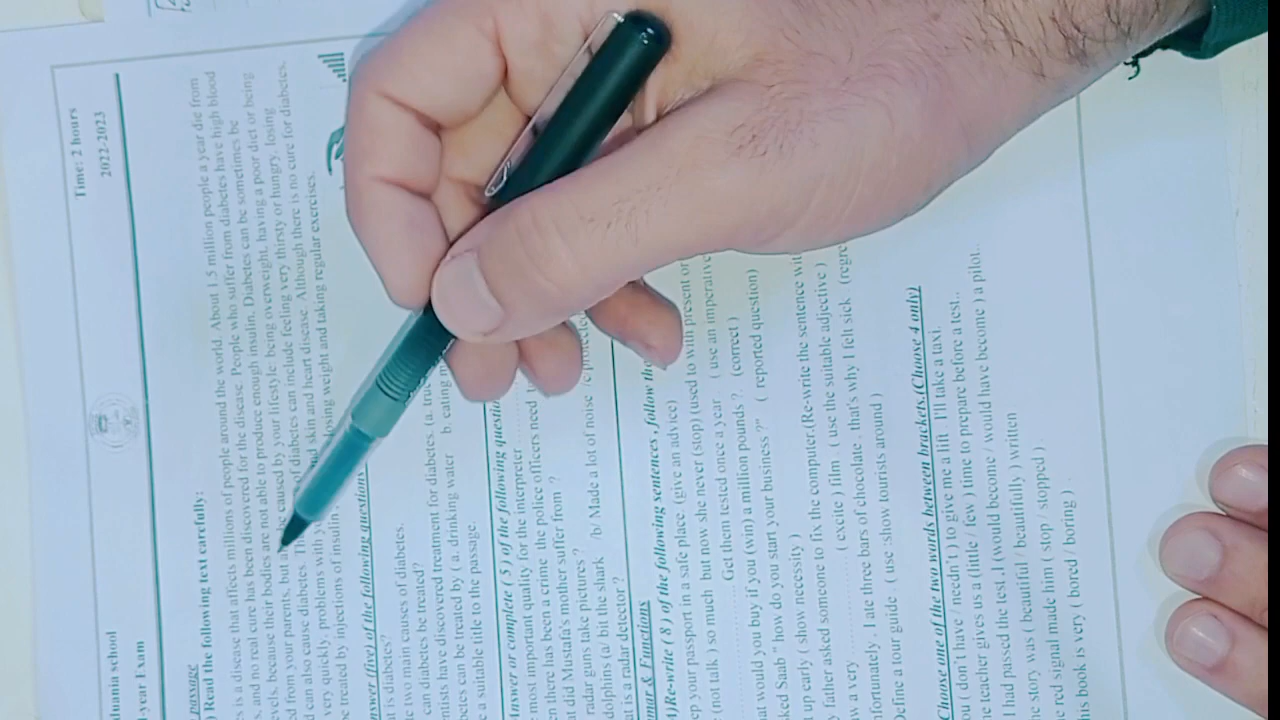 Time: 2 hours
2022-2023
ltania school
l-year Exam
passage
) Read the following text carefully:
s is a disease that affects millions of people around the world. About 1.5 million people a year die from
s, and no real cure has been discovered for the disease. People who suffer from diabetes have high blood
evels, because their bodies are not able to produce enough insulin. Diabetes can be sometimes be
d from your parents, but be caused by your lifestyle being overweight, having a poor diet or being
d can also cause diabetes. of diabetes can include feeling very thirsty or hungry, losing
very quickly, problems with skin and heart disease. Although there is no cure for diabetes,
be treated by injections of insulin, losing weight and taking regular exercises.
nswer (five) of the following questions
at is diabetes?
te two main causes of diabetes.
can diabetes be treated?
mists have discovered treatment for diabetes. (a. tru
betes can be treated by ( a. drinking water b. eating
e a suitable title to the passage.
Answer or complete ( 5 ) of the following questio
most important quality for the interpreter
en there has been a crime the police officers need
did Mustafa's mother suffer from ?
radar guns take pictures ?
dolphins (a/ bit the shark /b/ Made a lot of noise
at is a radar detector ?
mar & Functions
A)Re-write ( 8 ) of the following sentences , follow the
ep your passport in a safe place. (give an advice)
(not talk ) so much but now she never (stop) (used to with present or
Get them tested once a year ( use an imperative
at would you buy if you (win) a million pounds ?. (correct )
sked Saab " how do you start your business ?" ( reported question)
up early ( show necessity )
father asked someone to fix the computer.(Re-write the sentence wit
w a very ( excite ) film ( use the suitable adjective )
nfortunately . I ate three bars of chocolate . that's why I felt sick (regre
Define a tour guide ( use :show tourists around )
Choose one of the two words between brackets.(Choose 4 only)
ou ( don't have / needn't ) to give me a lift I'll take a taxi.
he teacher gives us a (little / few ) time to prepare before a test..
I had passed the test. I (would become / would have become ) a pilot.
he story was ( beautiful / beautifully ) written
he red signal made him ( stop / stopped )
his book is very ( bored / boring ) .